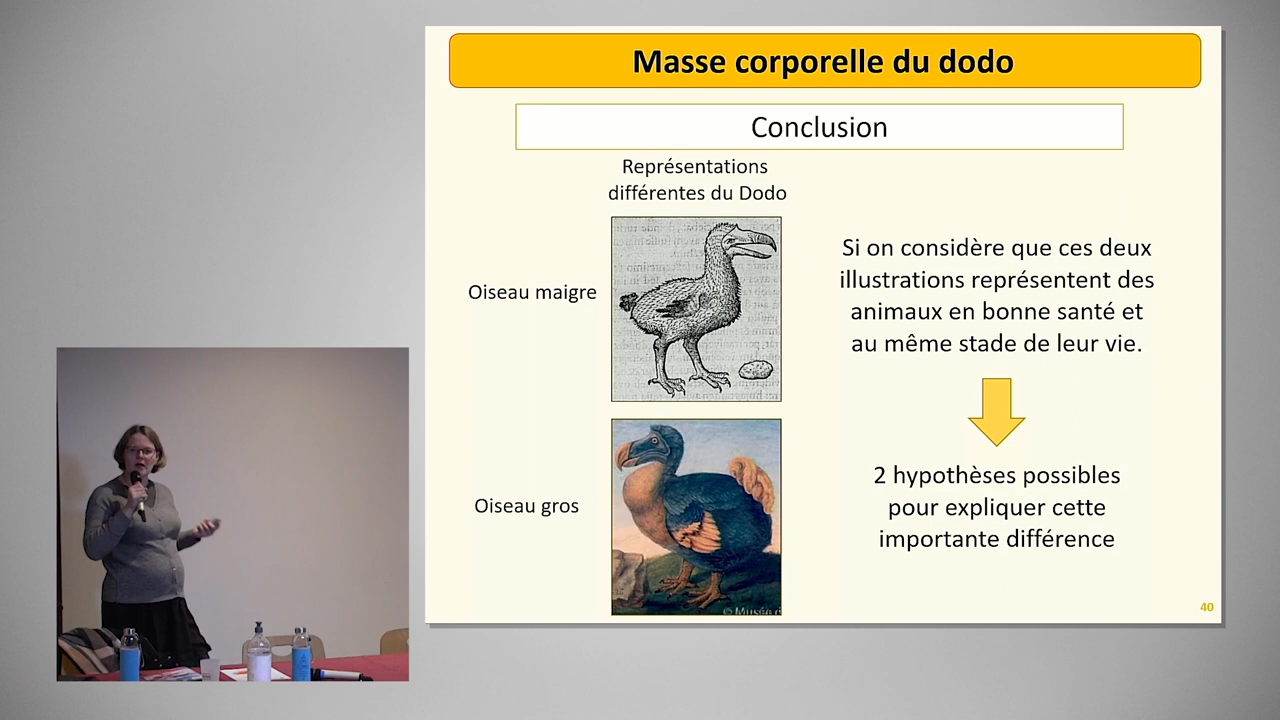 Masse corporelle du dodo
Conclusion
Représentations
différentes du Dodo
Oiseau maigre
Oiseau gros
Si on considère que ces deux
illustrations représentent des
animaux en bonne santé et
au même stade de leur vie.
2 hypothèses possibles
pour expliquer cette
importante différence
© Musée d
40